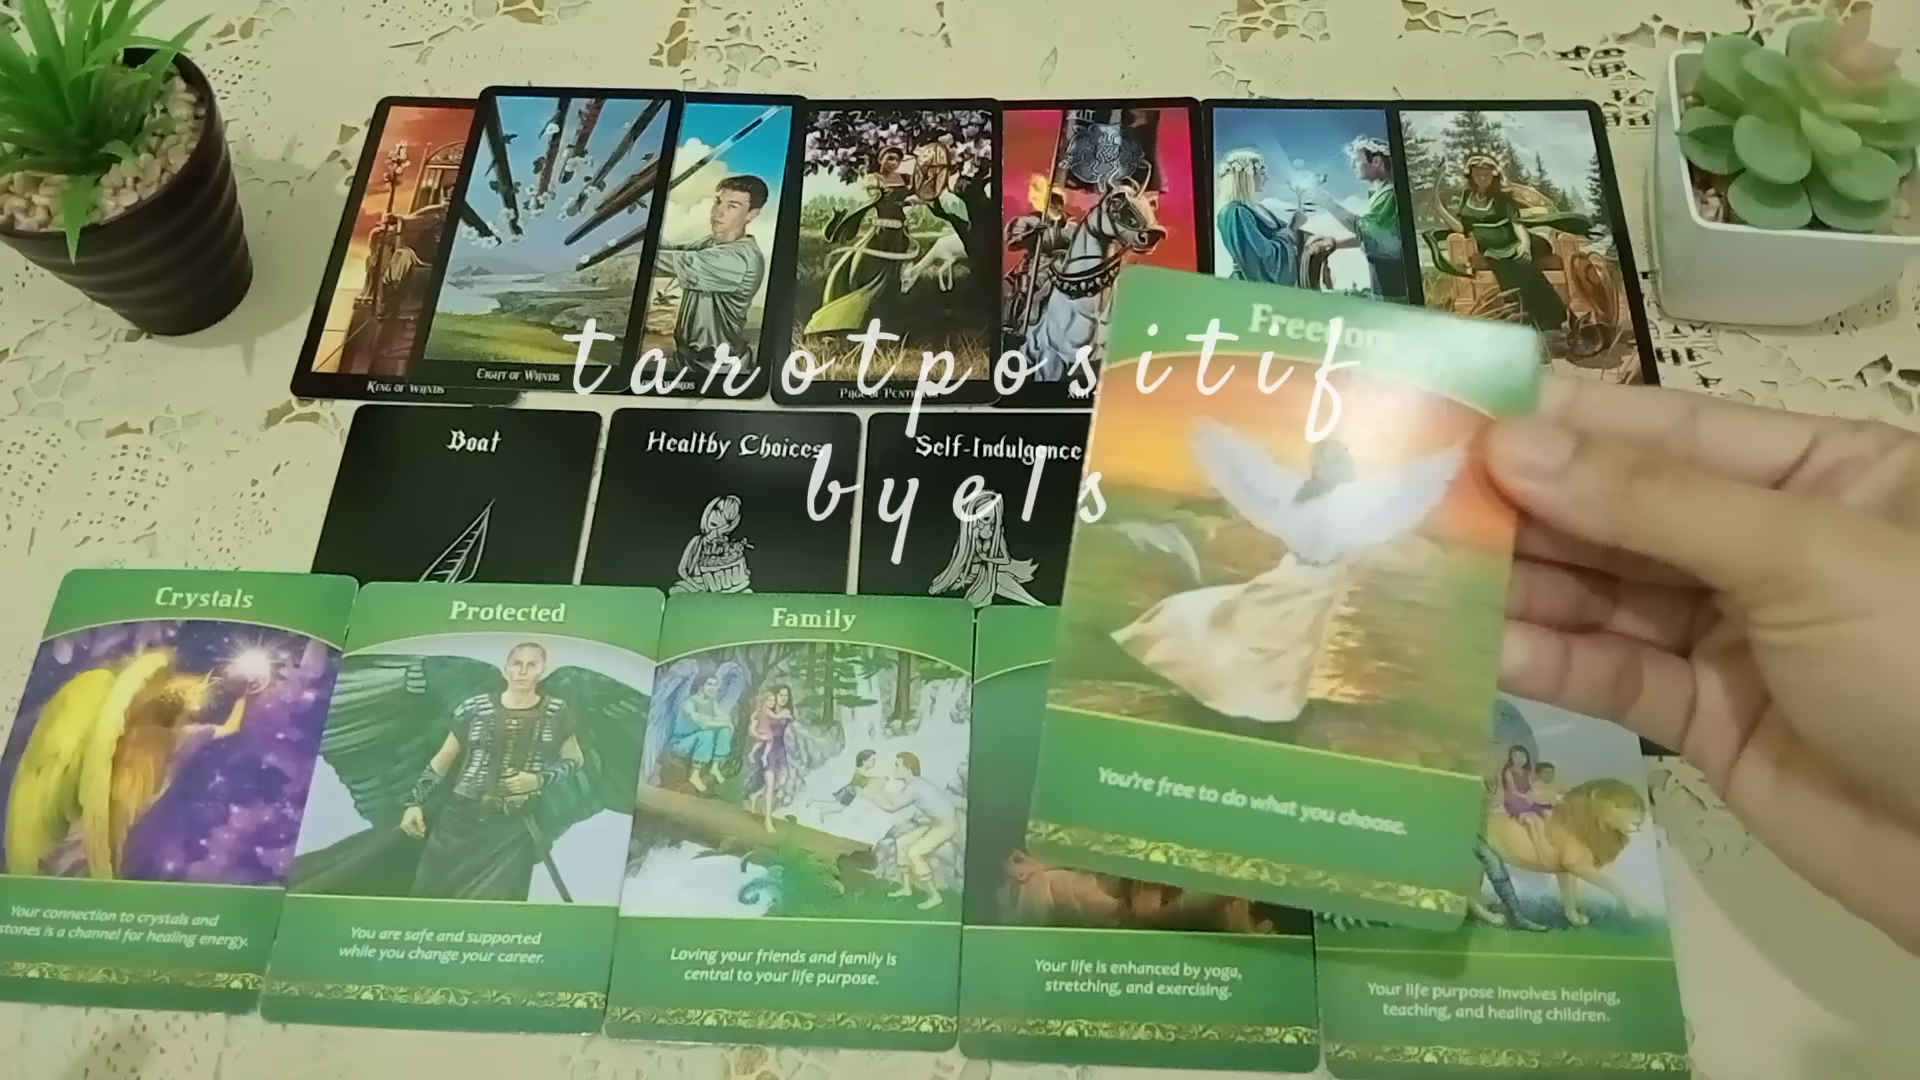 KING OF WANDS
EIGHT OF WANDS
PAGE OF PENTACLES
tarotpositif
byels
Boat
Healthy Choices
Self-Indulgence
Freedom
You're free to do what you choose.
Crystals
Your connection to crystals and
stones is a channel for healing energy.
Protected
You are safe and supported
while you change your career.
Family
Loving your friends and family is
central to your life purpose.
Your life is enhanced by yoga,
stretching, and exercising.
Your life purpose involves helping,
teaching, and healing children.